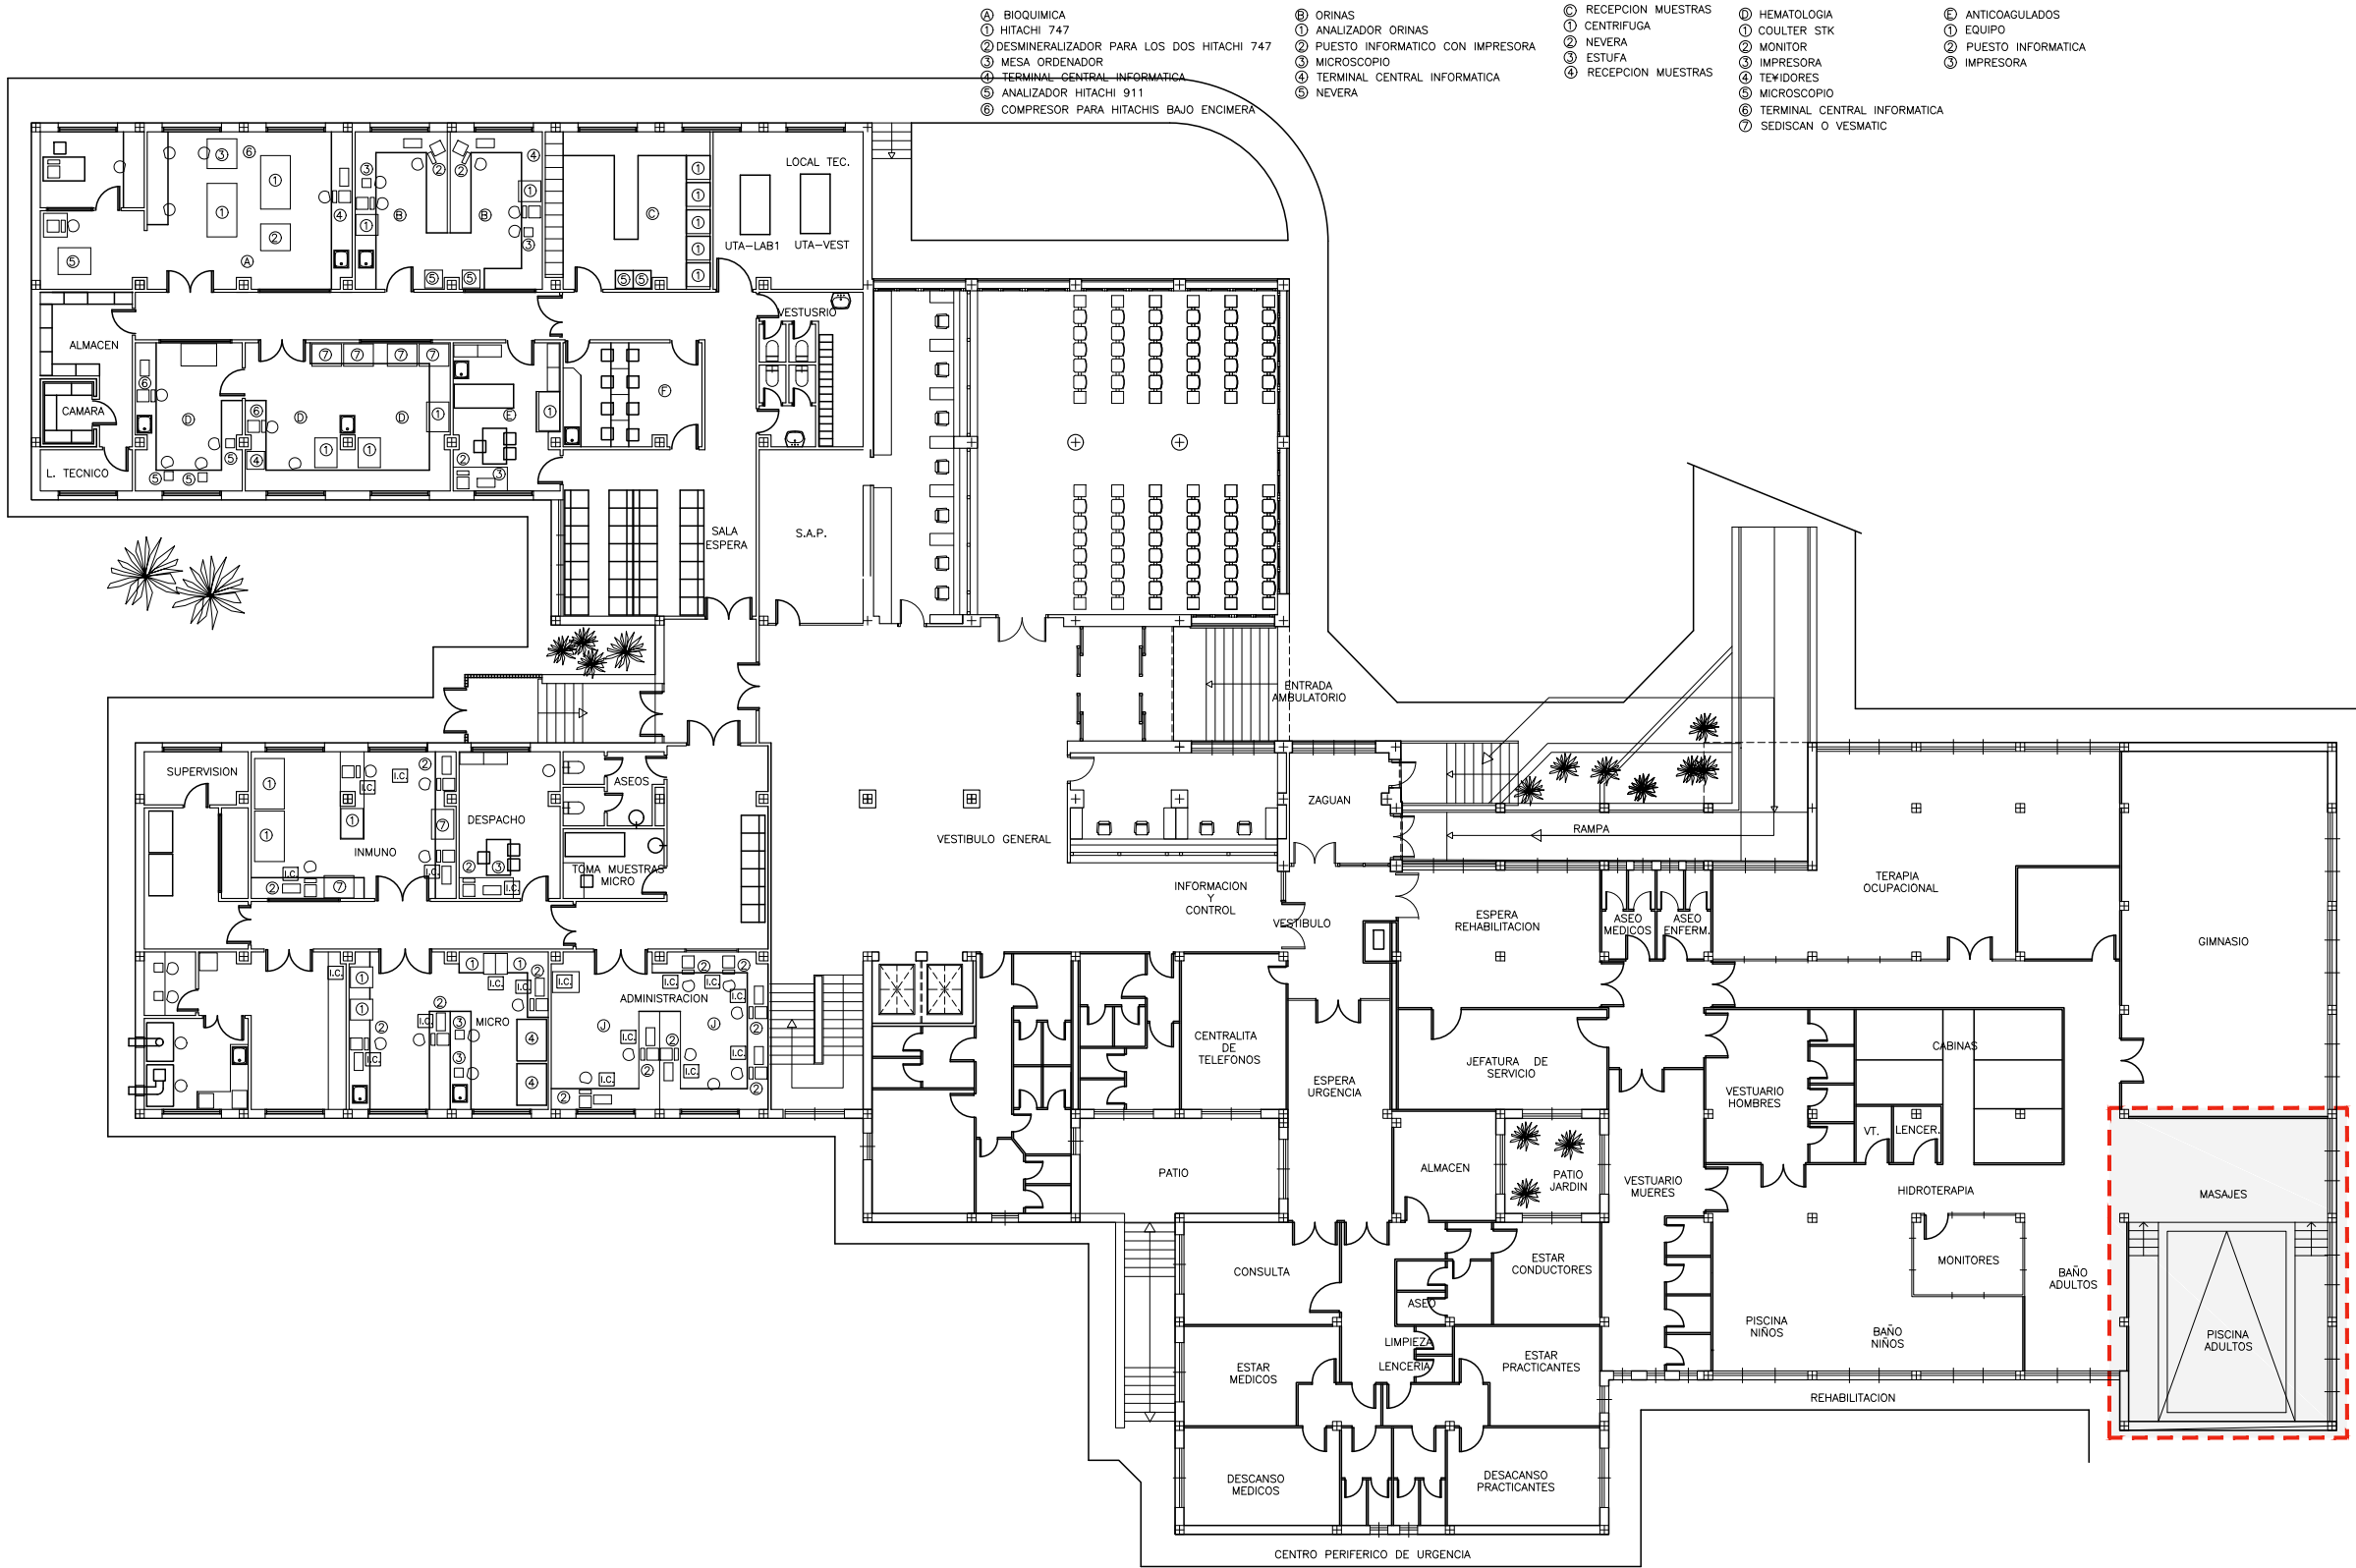 Ⓐ BIOQUIMICA
① HITACHI 747
② DESMINERALIZADOR PARA LOS DOS HITACHI 747
③ MESA ORDENADOR
④ TERMINAL CENTRAL INFORMATICA
⑤ ANALIZADOR HITACHI 911
⑥ COMPRESOR PARA HITACHIS BAJO ENCIMERA
Ⓑ ORINAS
① ANALIZADOR ORINAS
② PUESTO INFORMATICO CON IMPRESORA
③ MICROSCOPIO
④ TERMINAL CENTRAL INFORMATICA
⑤ NEVERA
Ⓒ RECEPCION MUESTRAS
① CENTRIFUGA
② NEVERA
③ ESTUFA
④ RECEPCION MUESTRAS
Ⓓ HEMATOLOGIA
① COULTER STK
② MONITOR
③ IMPRESORA
④ TE¥IDORES
⑤ MICROSCOPIO
⑥ TERMINAL CENTRAL INFORMATICA
⑦ SEDISCAN O VESMATIC
Ⓔ ANTICOAGULADOS
① EQUIPO
② PUESTO INFORMATICA
③ IMPRESORA
LOCAL TEC.
UTA-LAB1
UTA-VEST
VESTUSRIO
ALMACEN
CAMARA
L. TECNICO
SALA
ESPERA
S.A.P.
ENTRADA
AMBULATORIO
SUPERVISION
INMUNO
DESPACHO
ASEOS
TOMA MUESTRAS
MICRO
VESTIBULO GENERAL
ZAGUAN
RAMPA
INFORMACION
Y
CONTROL
VESTIBULO
ESPERA
REHABILITACION
ASEO
MEDICOS
ASEO
ENFERM.
TERAPIA
OCUPACIONAL
GIMNASIO
MICRO
ADMINISTRACION
CENTRALITA
DE
TELEFONOS
ESPERA
URGENCIA
JEFATURA DE
SERVICIO
VESTUARIO
HOMBRES
CABINAS
VT.
LENCER.
PATIO
ALMACEN
PATIO
JARDIN
VESTUARIO
MUERES
HIDROTERAPIA
MASAJES
CONSULTA
ESTAR
CONDUCTORES
ASEO
MONITORES
BAÑO
ADULTOS
PISCINA
NIÑOS
BAÑO
NIÑOS
PISCINA
ADULTOS
LIMPIEZA
LENCERIA
ESTAR
MEDICOS
ESTAR
PRACTICANTES
REHABILITACION
DESCANSO
MEDICOS
DESACANSO
PRACTICANTES
CENTRO PERIFERICO DE URGENCIA